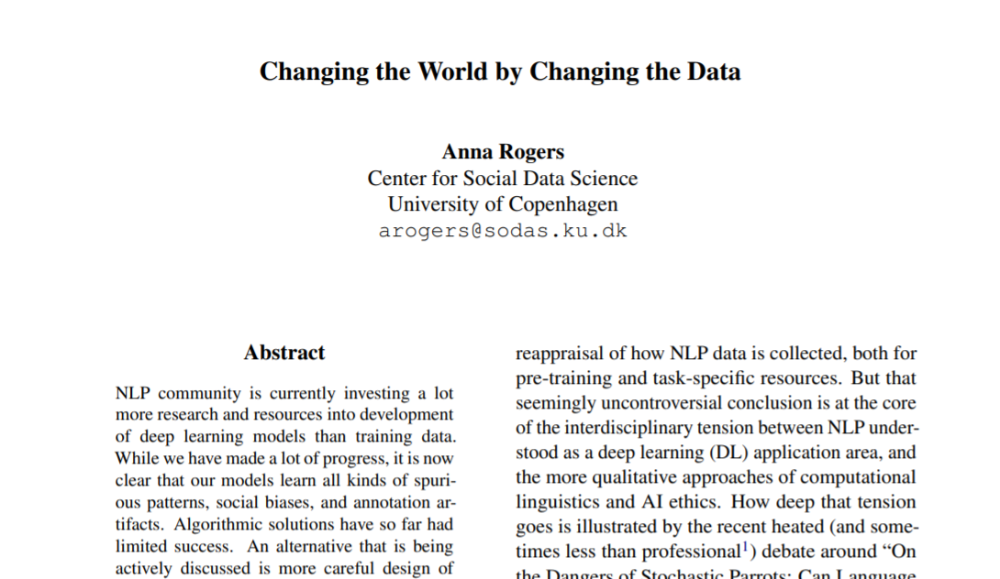 Changing the World by Changing the Data
Anna Rogers
Center for Social Data Science
University of Copenhagen
arogers@sodas.ku.dk
Abstract
NLP community is currently investing a lot
more research and resources into development
of deep learning models than training data.
While we have made a lot of progress, it is now
clear that our models learn all kinds of spuri-
ous patterns, social biases, and annotation ar-
tifacts. Algorithmic solutions have so far had
limited success. An alternative that is being
actively discussed is more careful design of
reappraisal of how NLP data is collected, both for
pre-training and task-specific resources. But that
seemingly uncontroversial conclusion is at the core
of the interdisciplinary tension between NLP under-
stood as a deep learning (DL) application area, and
the more qualitative approaches of computational
linguistics and AI ethics. How deep that tension
goes is illustrated by the recent heated (and some-
times less than professional1) debate around “On
the Dangers of Stochastic Parrots: Can Language